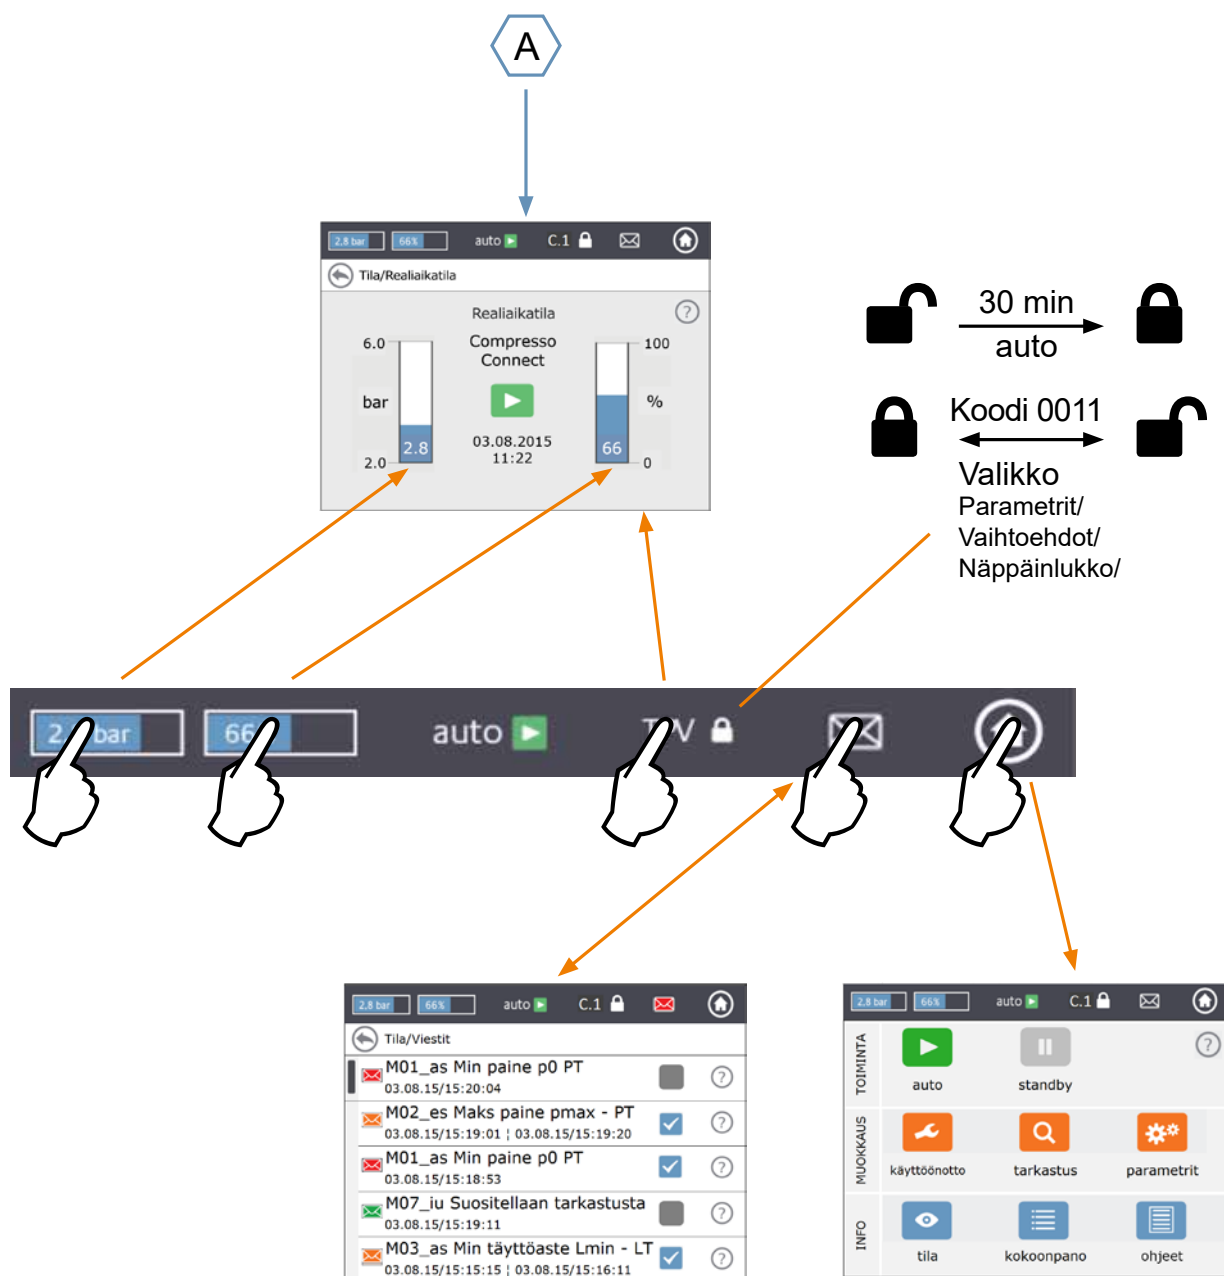 A
2,8 bar 66% auto C.1
Tila/Realiaikatila
Realiaikatila
?
Compresso
Connect
6.0
bar
2.8
2.0
100
%
66
0
03.08.2015
11:22
30 min
auto
Koodi 0011
Valikko
Parametrit/
Vaihtoehdot/
Näppäinlukko/
bar 66 auto V
2,8 bar 66% auto C.1
Tila/Viestit
M01_as Min paine p0 PT
03.08.15/15:20:04
?
M02_es Maks paine pmax - PT
03.08.15/15:19:01 ¦ 03.08.15/15:19:20
?
M01_as Min paine p0 PT
03.08.15/15:18:53
?
M07_iu Suositellaan tarkastusta
03.08.15/15:19:11
?
M03_as Min täyttöaste Lmin - LT
03.08.15/15:15:15 ¦ 03.08.15/15:16:11
?
2,8 bar 66% auto C.1
TOIMINTA
auto standby
?
MUOKKAUS
käyttöönotto tarkastus parametrit
INFO
tila kokoonpano ohjeet